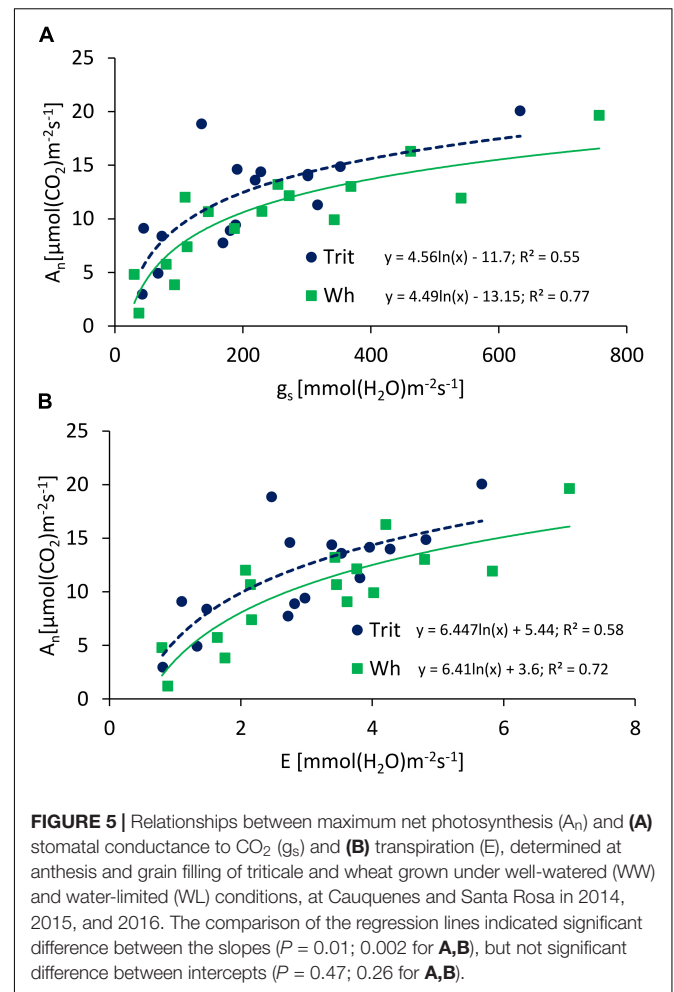 A
25
20
15
10
5
0
Aₙ[µmol(CO₂)m⁻²s⁻¹]
Trit y = 4.56ln(x) - 11.7; R² = 0.55
Wh y = 4.49ln(x) - 13.15; R² = 0.77
0 200 400 600 800
gₛ [mmol(H₂O)m⁻²s⁻¹]
B
25
20
15
10
5
0
Aₙ[µmol(CO₂)m⁻²s⁻¹]
Trit y = 6.447ln(x) + 5.44; R² = 0.58
Wh y = 6.41ln(x) + 3.6; R² = 0.72
0 2 4 6 8
E [mmol(H₂O)m⁻²s⁻¹]
FIGURE 5 | Relationships between maximum net photosynthesis (Aₙ) and (A)
stomatal conductance to CO₂ (gₛ) and (B) transpiration (E), determined at
anthesis and grain filling of triticale and wheat grown under well-watered (WW)
and water-limited (WL) conditions, at Cauquenes and Santa Rosa in 2014,
2015, and 2016. The comparison of the regression lines indicated significant
difference between the slopes (P = 0.01; 0.002 for A,B), but not significant
difference between intercepts (P = 0.47; 0.26 for A,B).